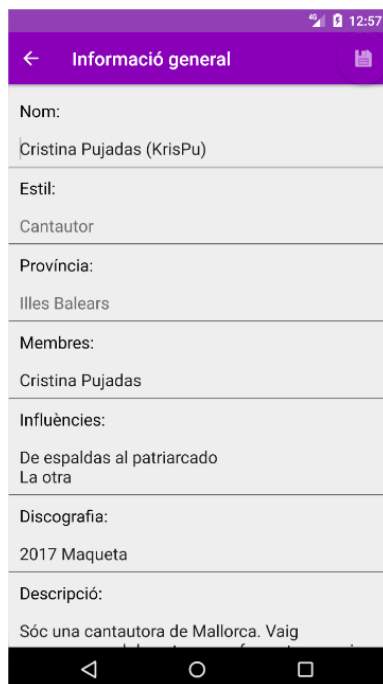 4G 12:57
Informació general
Nom:
Cristina Pujadas (KrisPu)
Estil:
Cantautor
Província:
Illes Balears
Membres:
Cristina Pujadas
Influències:
De espaldas al patriarcado
La otra
Discografia:
2017 Maqueta
Descripció:
Sóc una cantautora de Mallorca. Vaig